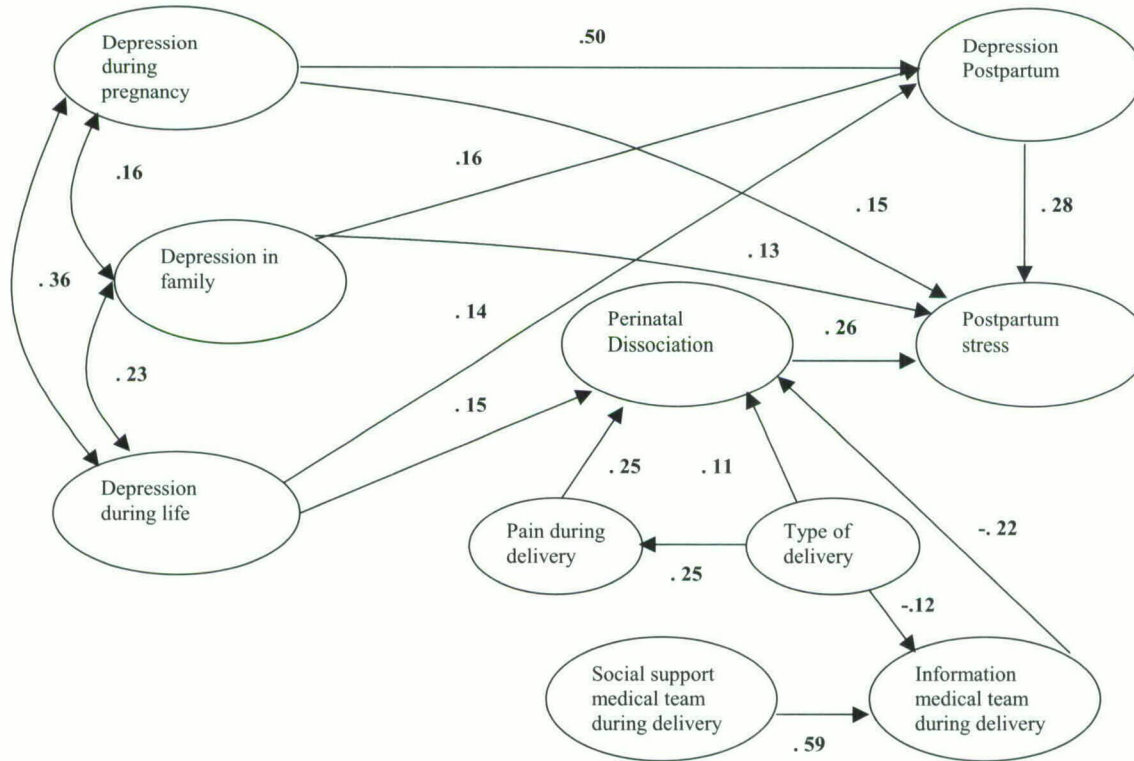 Depression
during
pregnancy
.50
Depression
Postpartum
.16
.16
. 15
. 28
Depression in
family
. 13
. 36
Perinatal
Dissociation
. 14
. 26
Postpartum
stress
.23
. 15
Depression
during life
. 25
. 11
Pain during
delivery
Type of
delivery
-. 22
. 25
-.12
Social support
medical team
during delivery
Information
medical team
during delivery
. 59